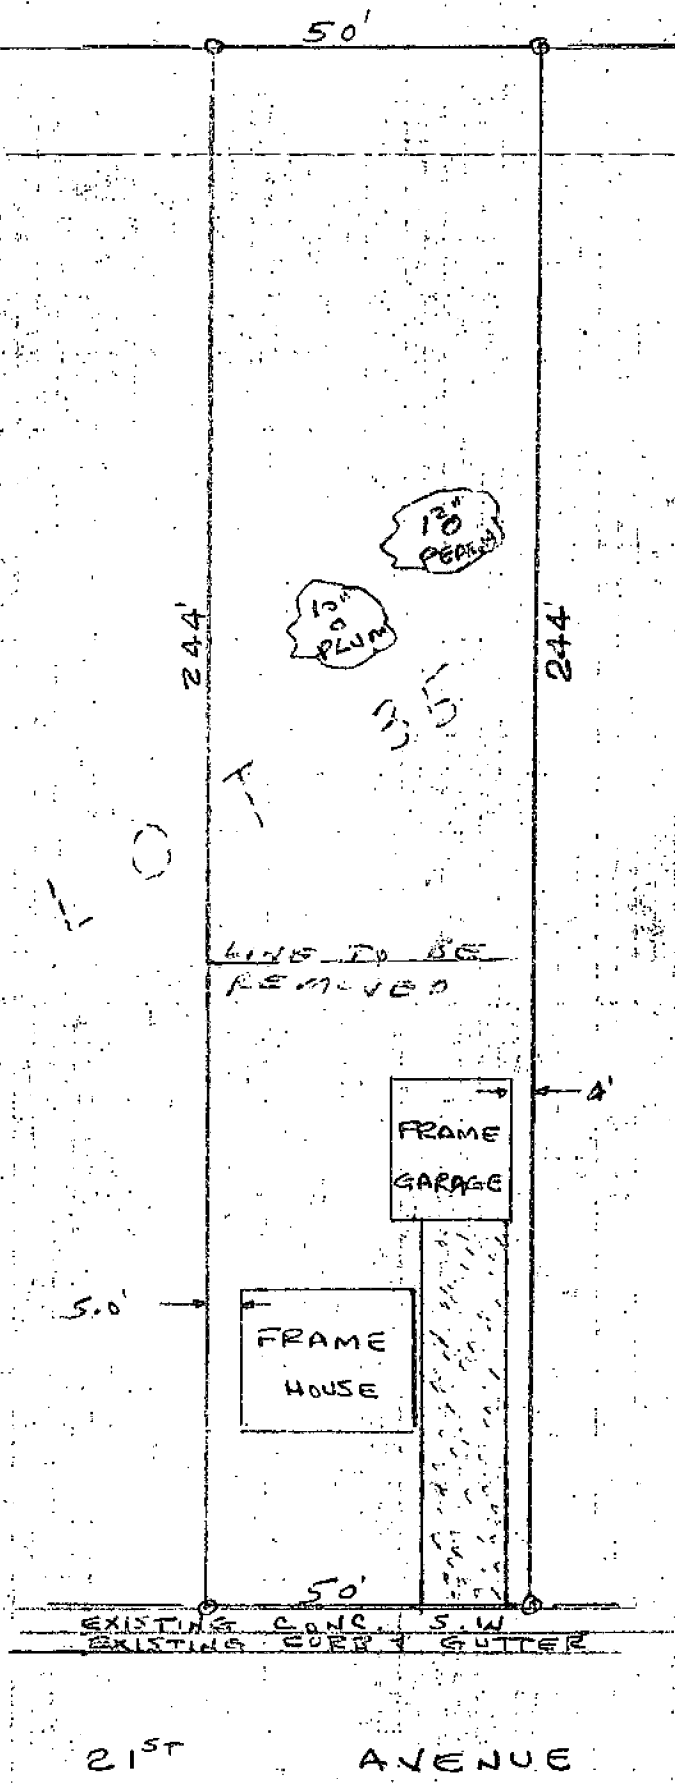 50'
12"
Ø
PEACH
10"
Ø
PLUM
244'
244'
LOT 35
LINE TO BE
REMOVED
4'
FRAME
GARAGE
5.0'
FRAME
HOUSE
50'
EXISTING CONC. S.W
EXISTING CURB & GUTTER
21ST AVENUE